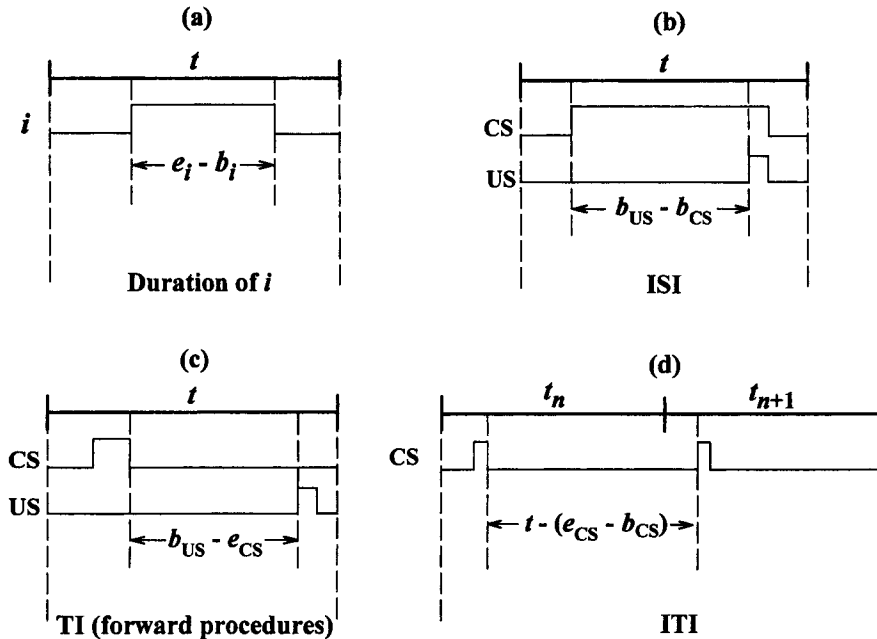 (a)
t
i
e_i - b_i
Duration of i
(b)
t
CS
US
b_US - b_CS
ISI
(c)
t
CS
US
b_US - e_CS
TI (forward procedures)
(d)
t_n t_n+1
CS
t - (e_CS - b_CS)
ITI